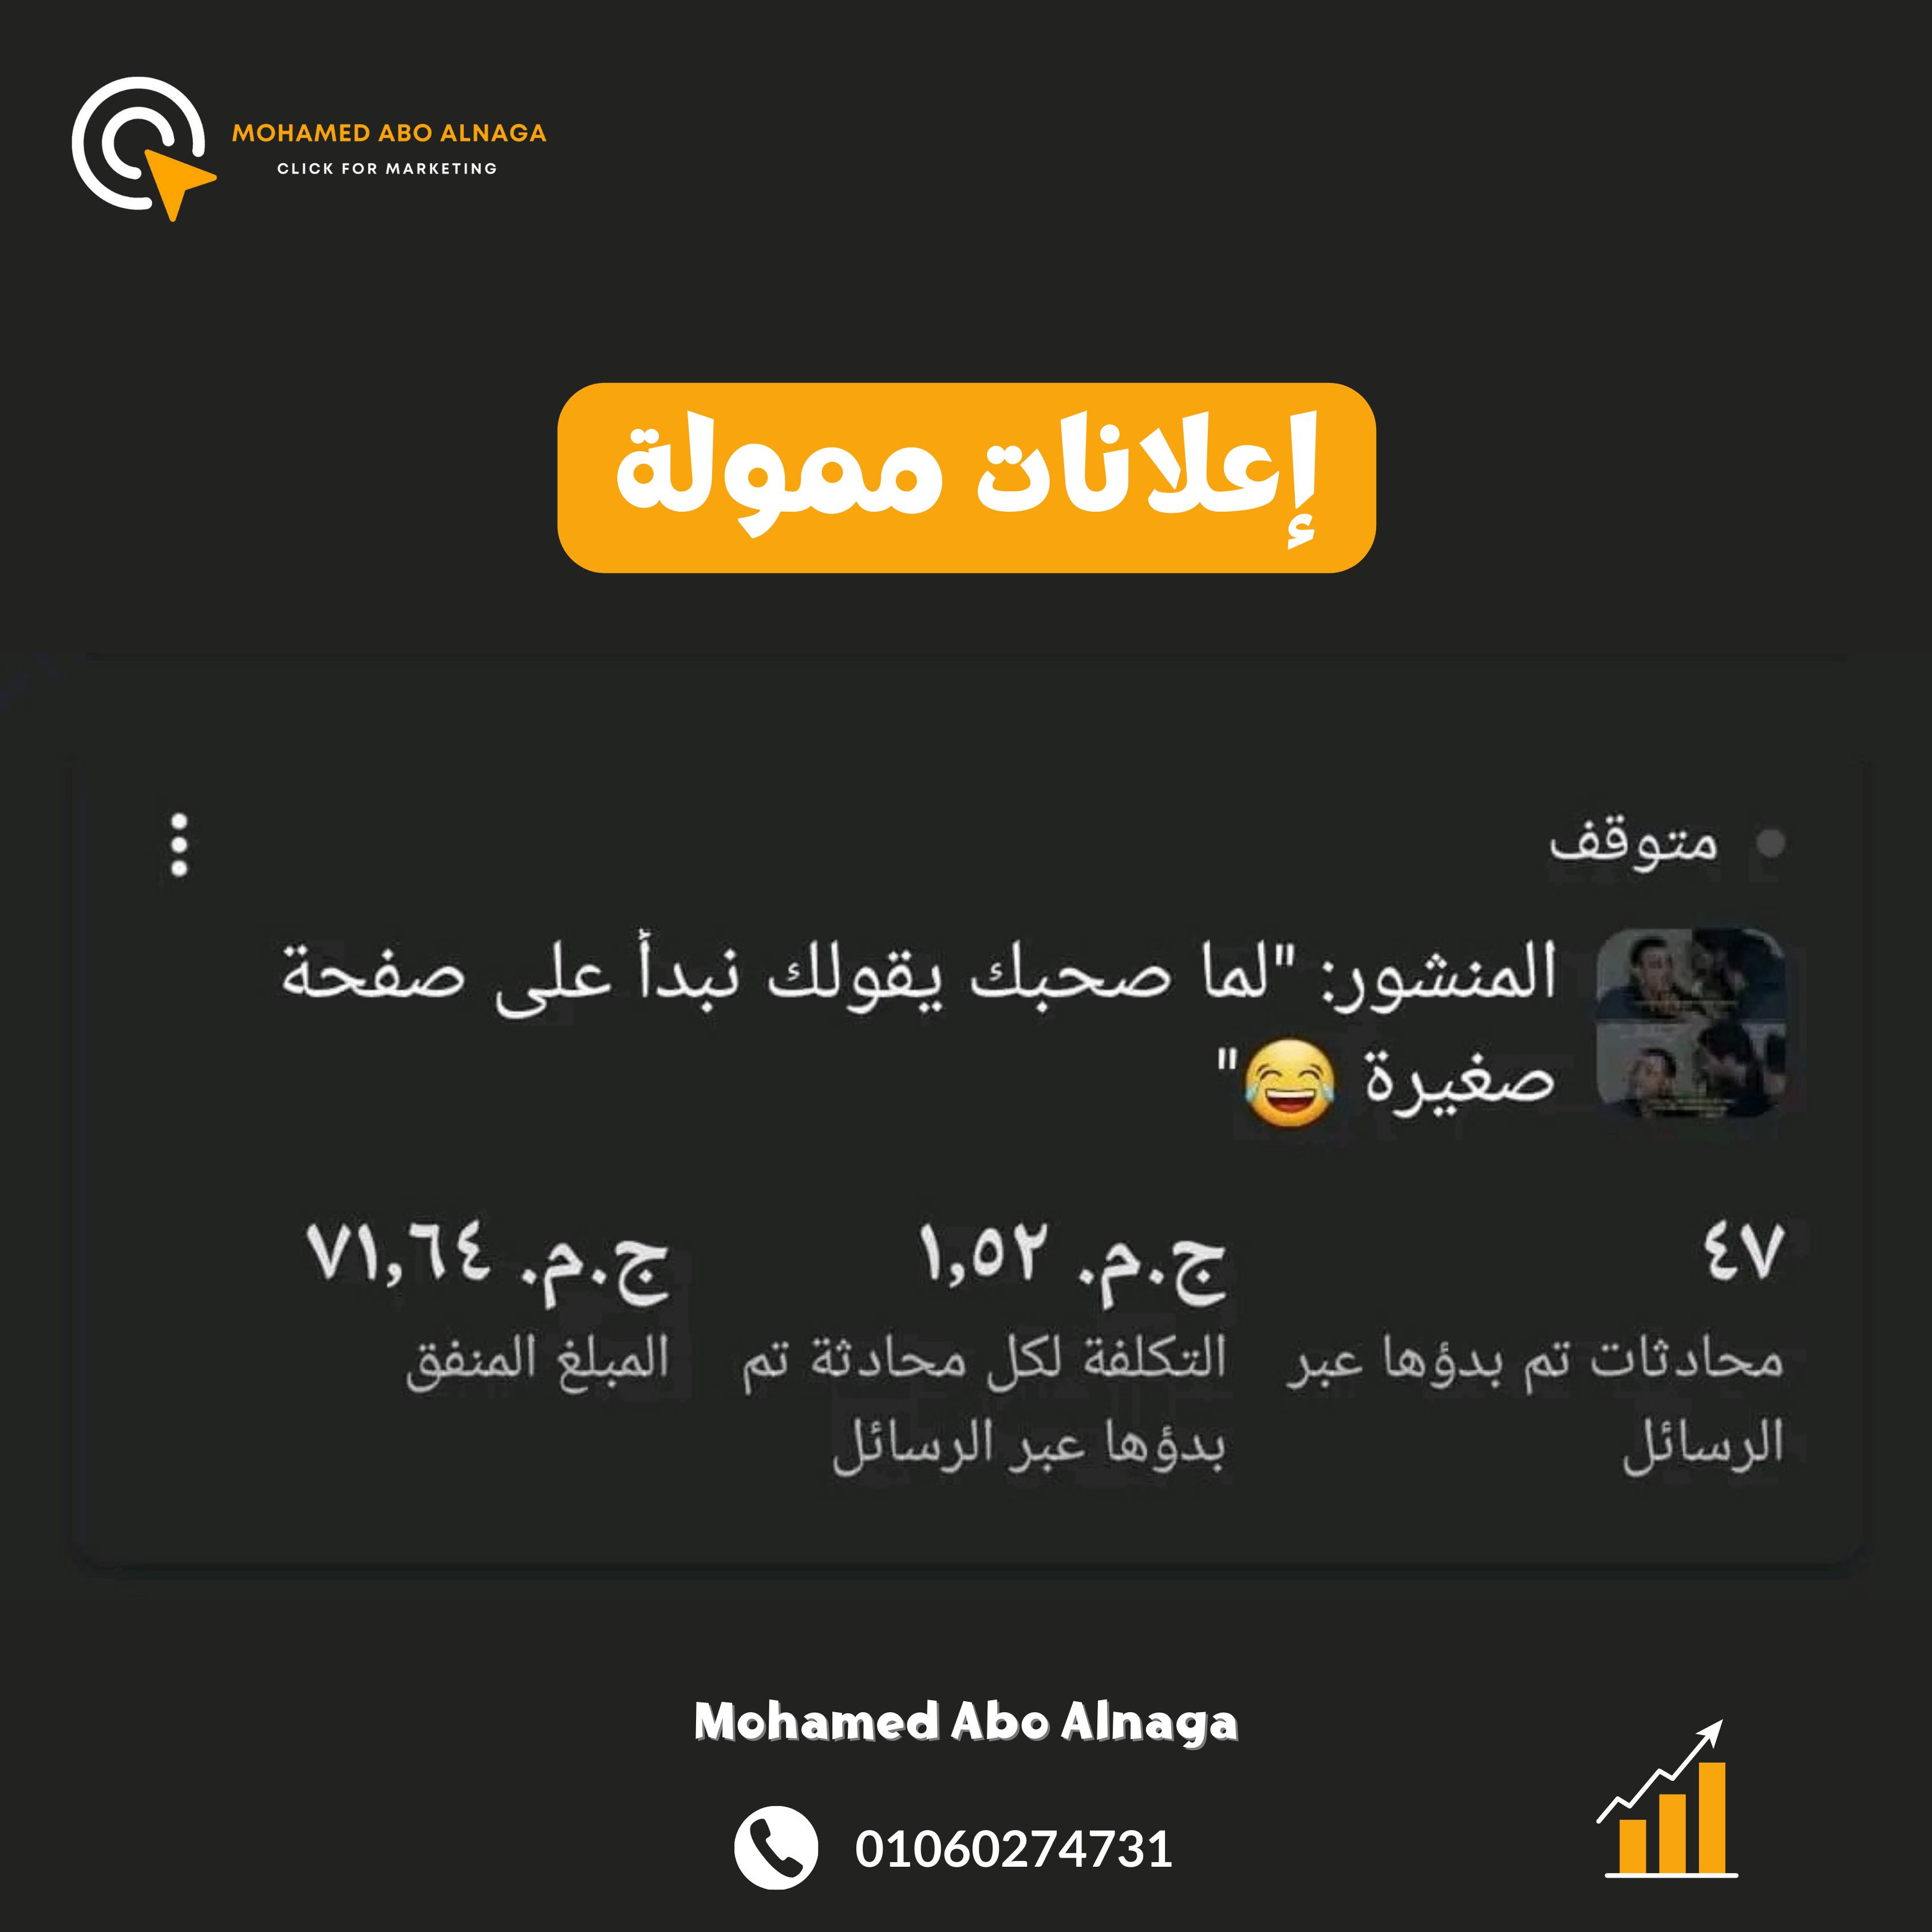 MOHAMED ABO ALNAGA
CLICK FOR MARKETING
إعلانات ممولة
متوقف
المنشور: "لما صحبك يقولك نبدأ على صفحة
صغيرة 😂"
٤٧
محادثات تم بدؤها عبر
الرسائل
ج.م. ١,٥٢
التكلفة لكل محادثة تم
بدؤها عبر الرسائل
ج.م. ٧١,٦٤
المبلغ المنفق
Mohamed Abo Alnaga
01060274731